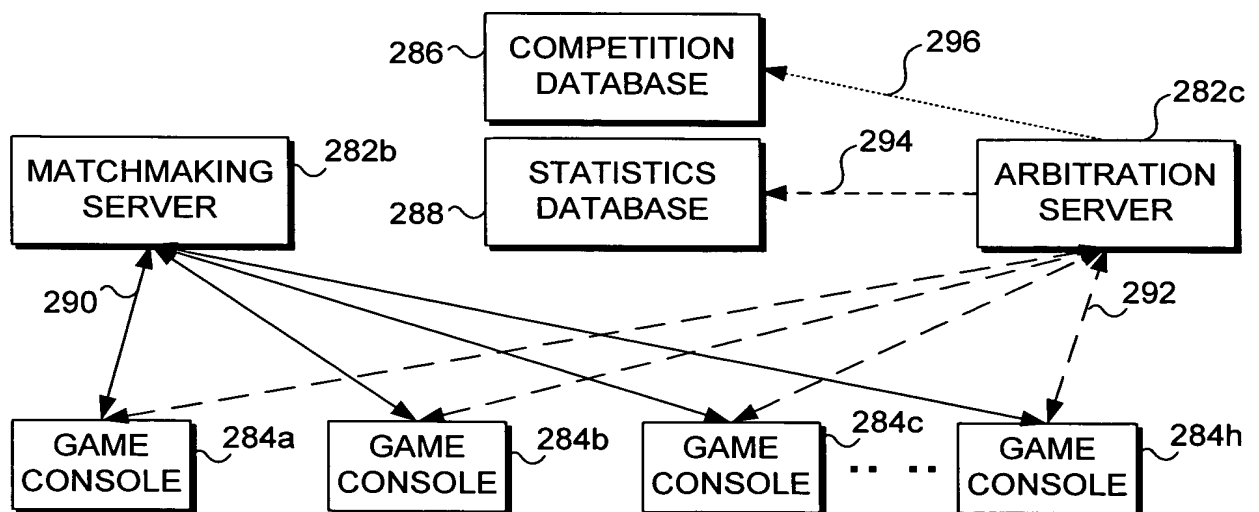 286
COMPETITION
DATABASE
296
282c
MATCHMAKING
SERVER
282b
288
STATISTICS
DATABASE
294
ARBITRATION
SERVER
290
292
GAME
CONSOLE
284a
GAME
CONSOLE
284b
GAME
CONSOLE
284c
GAME
CONSOLE
284h